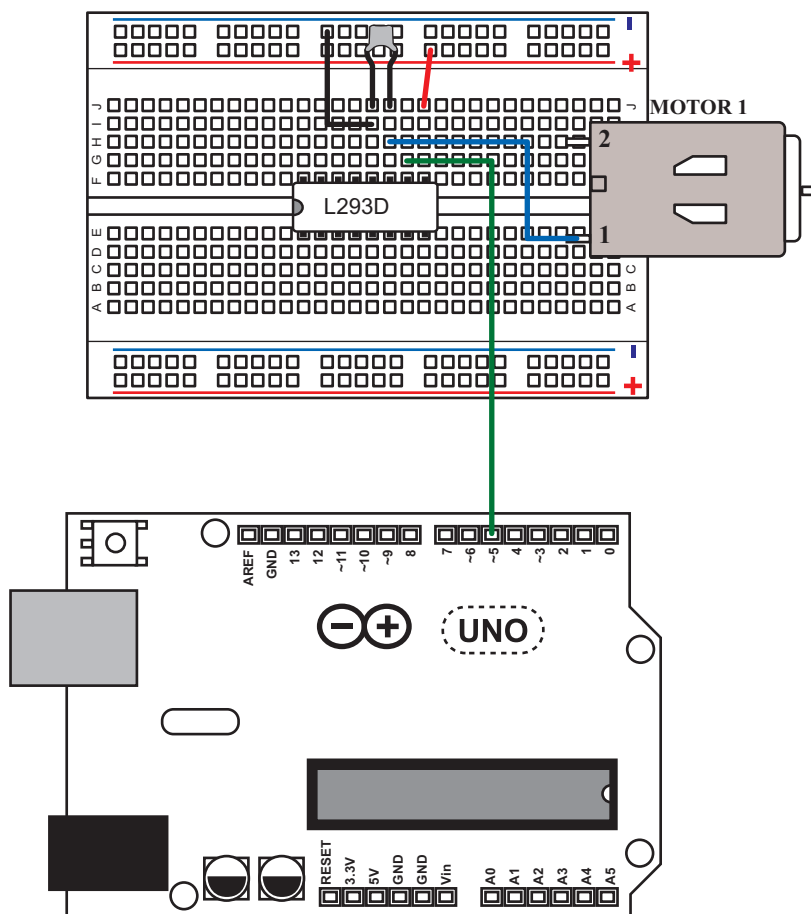 -
+
J J
MOTOR 1
I
H
2
G
F
L293D
E
1
D
C C
B B
A A
-
+
AREF GND 13 12 ~11 ~10 ~9 8 7 ~6 ~5 4 ~3 2 1 0
UNO
RESET 3.3V 5V GND GND Vin A0 A1 A2 A3 A4 A5